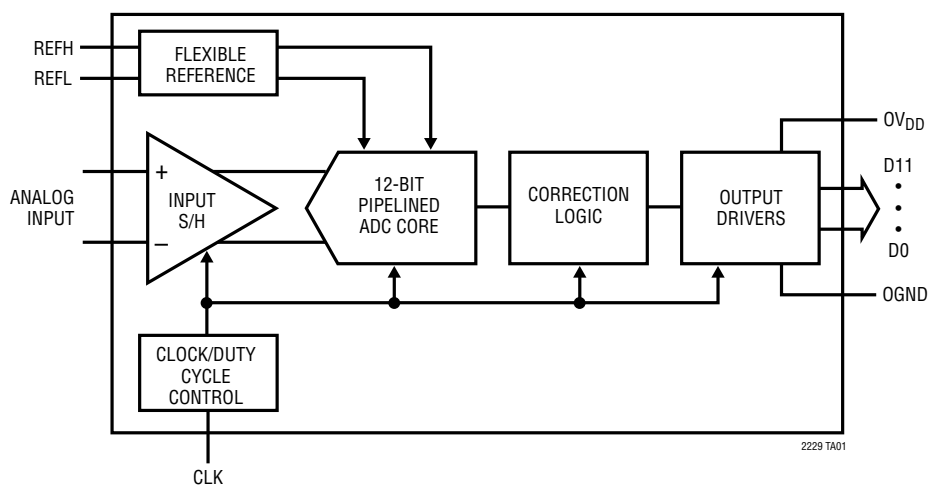 REFH
REFL
FLEXIBLE
REFERENCE
ANALOG
INPUT
+
−
INPUT
S/H
12-BIT
PIPELINED
ADC CORE
CORRECTION
LOGIC
OUTPUT
DRIVERS
OVDD
D11
•
•
•
D0
OGND
CLOCK/DUTY
CYCLE
CONTROL
CLK
2229 TA01